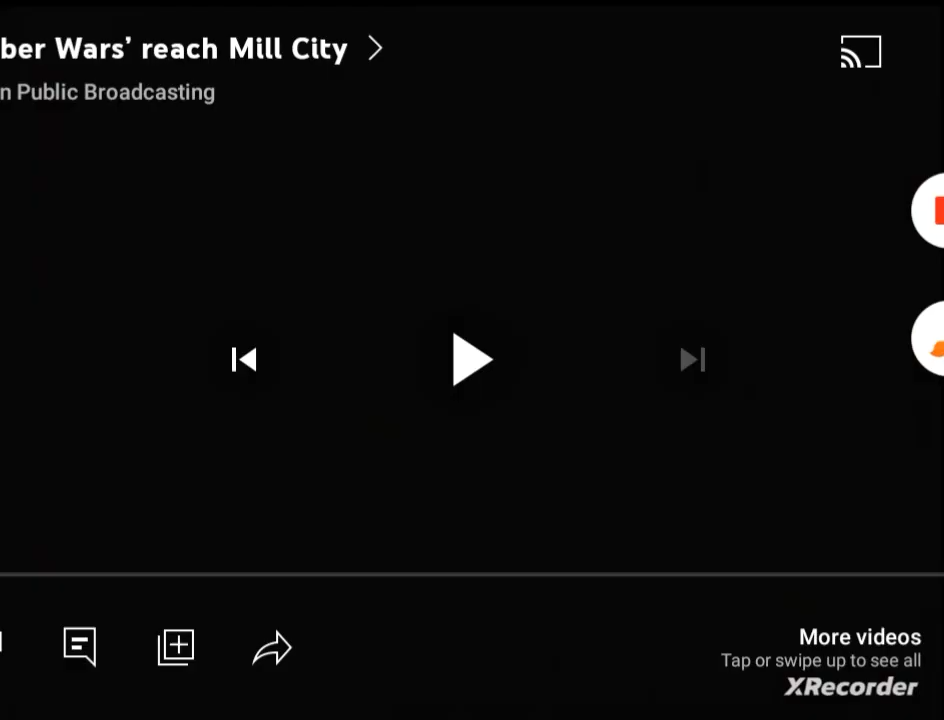 ber Wars’ reach Mill City
n Public Broadcasting
More videos
Tap or swipe up to see all
XRecorder